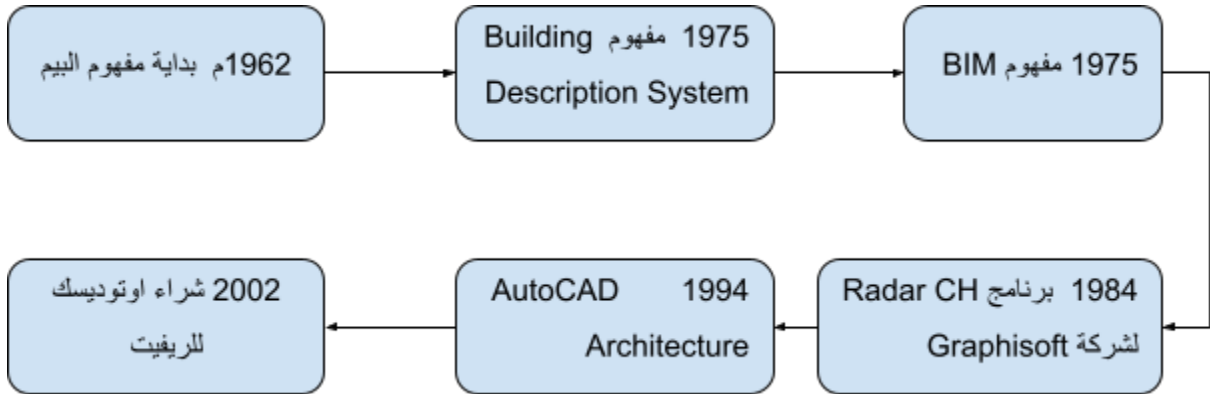 1962م بداية مفهوم البيم
1975 مفهوم Building
Description System
1975 مفهوم BIM
1984 برنامج Radar CH
لشركة Graphisoft
1994 AutoCAD
Architecture
2002 شراء اوتوديسك
للريفيت